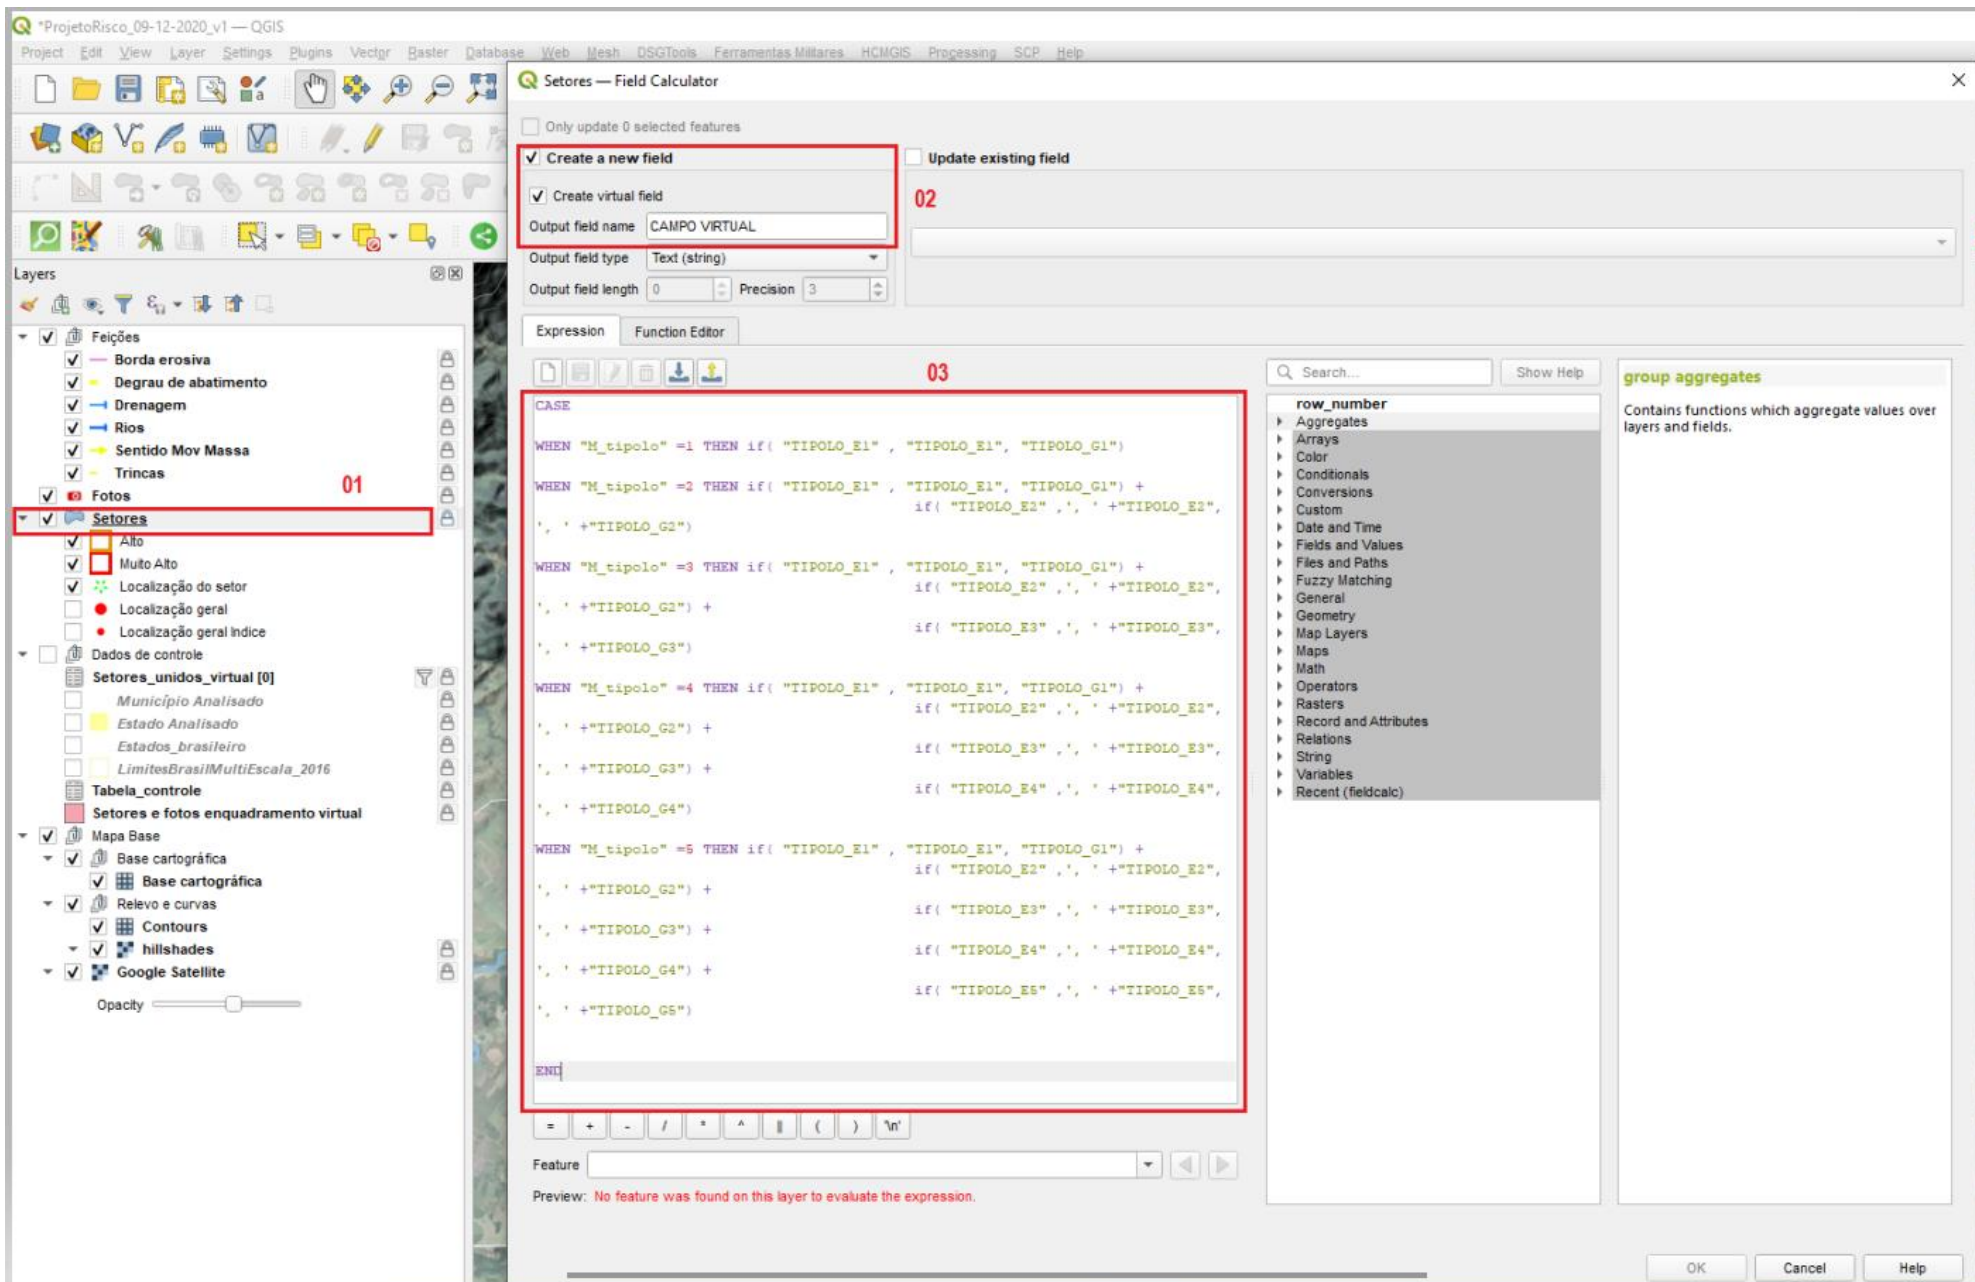 *ProjetoRisco_09-12-2020_v1 — QGIS
Project Edit View Layer Settings Plugins Vector Raster Database Web Mesh DSGTools Ferramentas Militares HCMGIS Processing SCP Help
Setores — Field Calculator
Only update 0 selected features
Create a new field
Update existing field
Create virtual field
02
Output field name CAMPO VIRTUAL
Output field type Text (string)
Output field length 0 Precision 3
Expression Function Editor
03
Search... Show Help
CASE
WHEN "M_tipolo" =1 THEN if( "TIPOLO_E1" , "TIPOLO_E1", "TIPOLO_G1")
WHEN "M_tipolo" =2 THEN if( "TIPOLO_E1" , "TIPOLO_E1", "TIPOLO_G1") +
if( "TIPOLO_E2" ,', ' +"TIPOLO_E2",
', ' +"TIPOLO_G2")
WHEN "M_tipolo" =3 THEN if( "TIPOLO_E1" , "TIPOLO_E1", "TIPOLO_G1") +
if( "TIPOLO_E2" ,', ' +"TIPOLO_E2",
', ' +"TIPOLO_G2") +
if( "TIPOLO_E3" ,', ' +"TIPOLO_E3",
', ' +"TIPOLO_G3")
WHEN "M_tipolo" =4 THEN if( "TIPOLO_E1" , "TIPOLO_E1", "TIPOLO_G1") +
if( "TIPOLO_E2" ,', ' +"TIPOLO_E2",
', ' +"TIPOLO_G2") +
if( "TIPOLO_E3" ,', ' +"TIPOLO_E3",
', ' +"TIPOLO_G3") +
if( "TIPOLO_E4" ,', ' +"TIPOLO_E4",
', ' +"TIPOLO_G4")
WHEN "M_tipolo" =5 THEN if( "TIPOLO_E1" , "TIPOLO_E1", "TIPOLO_G1") +
if( "TIPOLO_E2" ,', ' +"TIPOLO_E2",
', ' +"TIPOLO_G2") +
if( "TIPOLO_E3" ,', ' +"TIPOLO_E3",
', ' +"TIPOLO_G3") +
if( "TIPOLO_E4" ,', ' +"TIPOLO_E4",
', ' +"TIPOLO_G4") +
if( "TIPOLO_E5" ,', ' +"TIPOLO_E5",
', ' +"TIPOLO_G5")
END
= + - / * ^ || ( ) '\n'
Feature
Preview: No feature was found on this layer to evaluate the expression.
row_number
Aggregates
Arrays
Color
Conditionals
Conversions
Custom
Date and Time
Fields and Values
Files and Paths
Fuzzy Matching
General
Geometry
Map Layers
Maps
Math
Operators
Rasters
Record and Attributes
Relations
String
Variables
Recent (fieldcalc)
group aggregates
Contains functions which aggregate values over
layers and fields.
OK Cancel Help
Layers
Feições
Borda erosiva
Degrau de abatimento
Drenagem
Rios
Sentido Mov Massa
Trincas
01
Fotos
Setores
Alto
Muito Alto
Localização do setor
Localização geral
Localização geral Indice
Dados de controle
Setores_unidos_virtual [0]
Município Analisado
Estado Analisado
Estados_brasileiro
LimitesBrasilMultiEscala_2016
Tabela_controle
Setores e fotos enquadramento virtual
Mapa Base
Base cartográfica
Base cartográfica
Relevo e curvas
Contours
hillshades
Google Satellite
Opacity